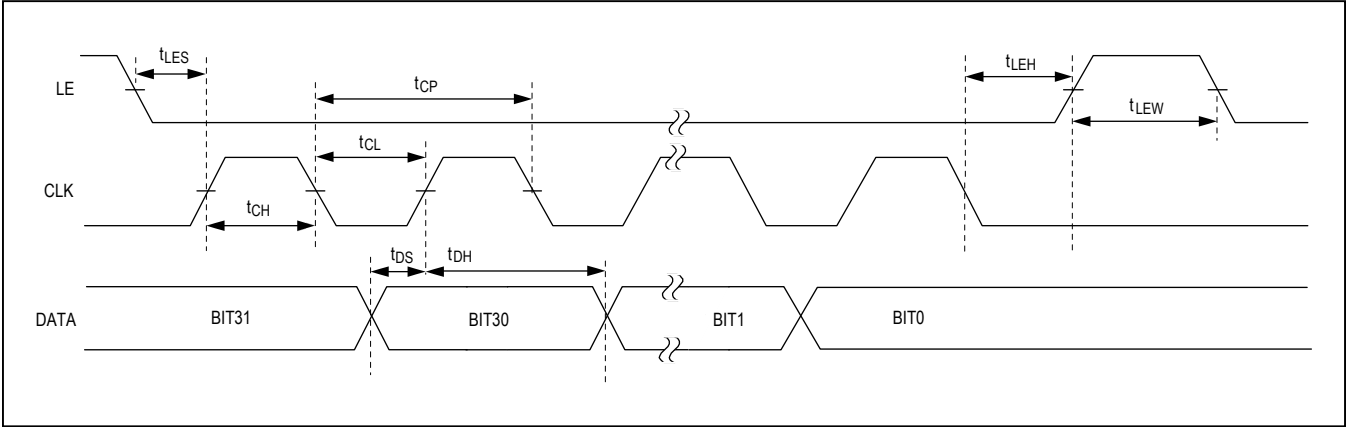 tLES
tLEH
LE
tCP
tLEW
tCL
CLK
tCH
tDS tDH
DATA BIT31 BIT30 BIT1 BIT0